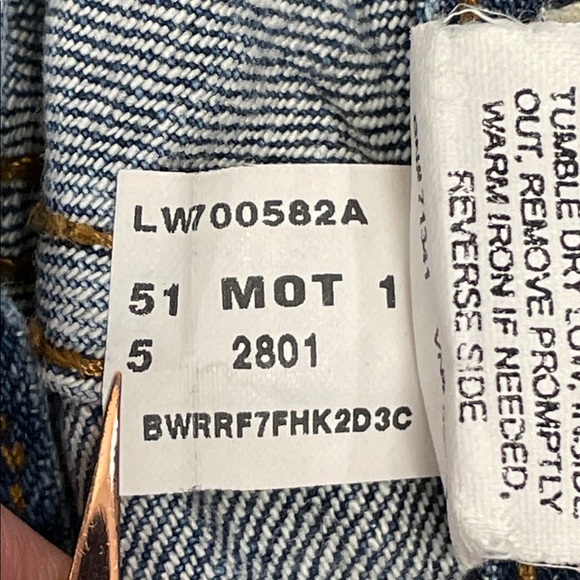 LW700582A
51 MOT 1
5 2801
BWRRF7FHK2D3C
TUMBLE DRY LOW, INSIDE
OUT, REMOVE PROMPTLY
WARM IRON IF NEEDED,
REVERSE SIDE